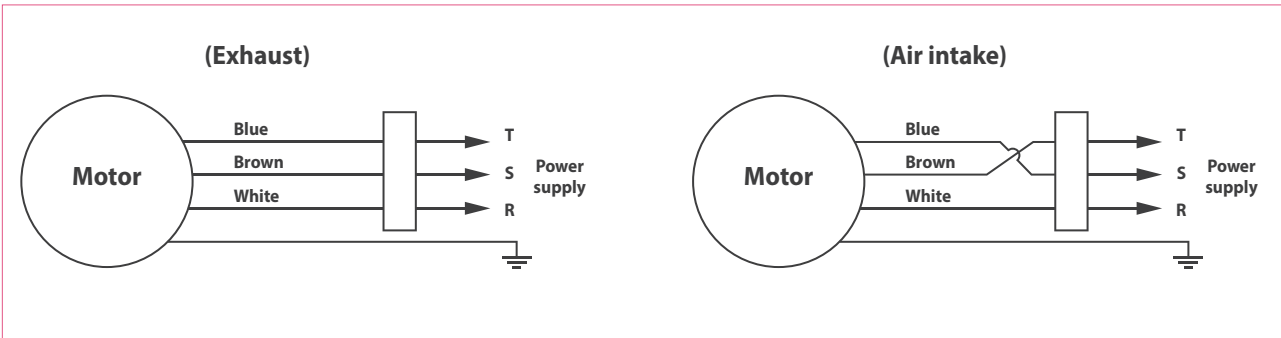 (Exhaust)
Motor
Blue
Brown
White
T
S
R
Power
supply
(Air intake)
Motor
Blue
Brown
White
T
S
R
Power
supply